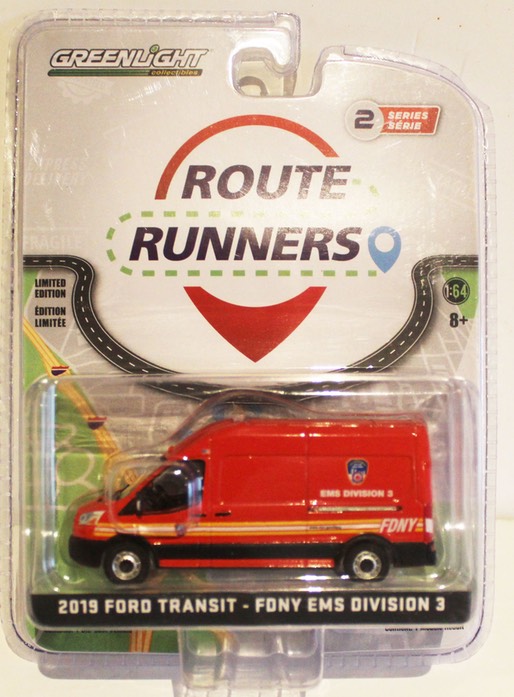 GREENLIGHT
collectibles
2 SERIES
SÉRIE
ROUTE
RUNNERS
LIMITED
EDITION
ÉDITION
LIMITÉE
1:64
8+
EMS DIVISION 3
FDNY
2019 FORD TRANSIT - FDNY EMS DIVISION 3